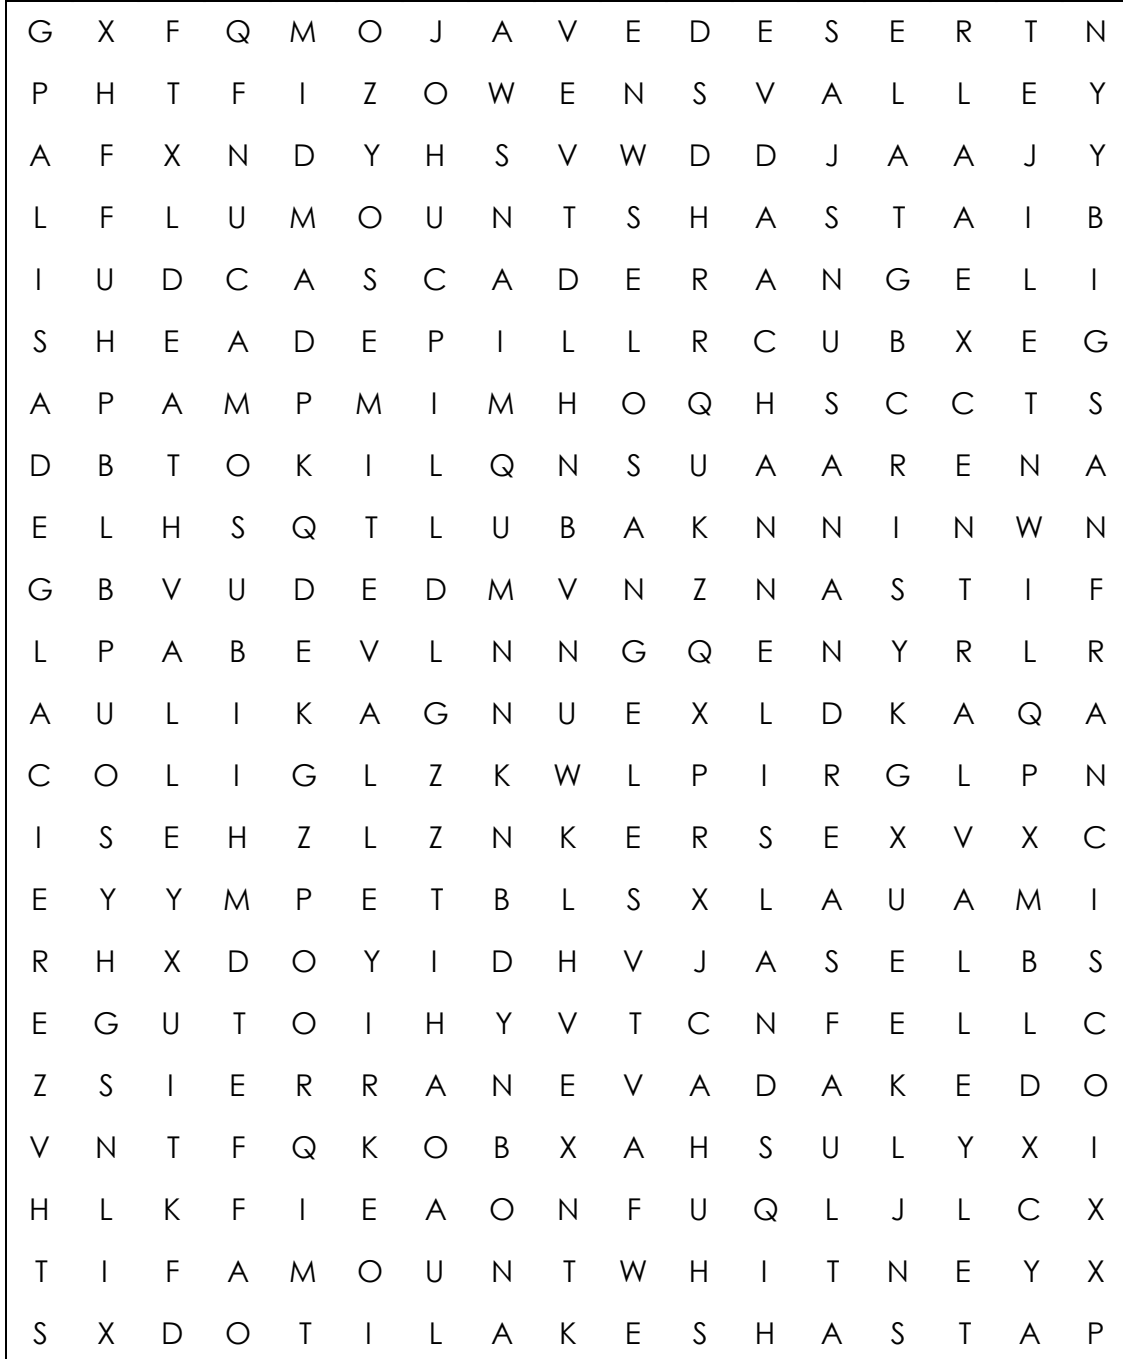 G X F Q M O J A V E D E S E R T N
P H T F I Z O W E N S V A L L E Y
A F X N D Y H S V W D D J A A J Y
L F L U M O U N T S H A S T A I B
I U D C A S C A D E R A N G E L I
S H E A D E P I L L R C U B X E G
A P A M P M I M H O Q H S C C T S
D B T O K I L Q N S U A A R E N A
E L H S Q T L U B A K N N I N W N
G B V U D E D M V N Z N A S T I F
L P A B E V L N N G Q E N Y R L R
A U L I K A G N U E X L D K A Q A
C O L I G L Z K W L P I R G L P N
I S E H Z L Z N K E R S E X V X C
E Y Y M P E T B L S X L A U A M I
R H X D O Y I D H V J A S E L B S
E G U T O I H Y V T C N F E L L C
Z S I E R R A N E V A D A K E D O
V N T F Q K O B X A H S U L Y X I
H L K F I E A O N F U Q L J L C X
T I F A M O U N T W H I T N E Y X
S X D O T I L A K E S H A S T A P